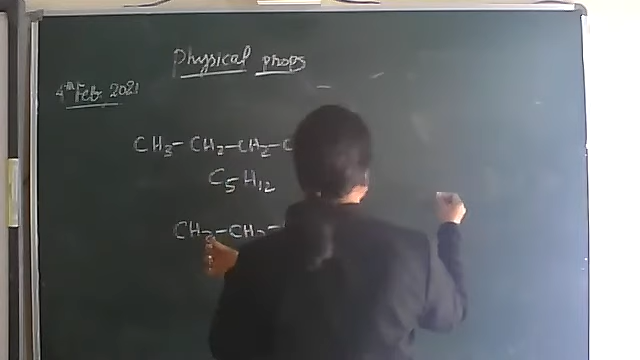 Physical props
4th Feb 2021
CH3-CH2-CH2-C
C5H12
CH3-CH2-